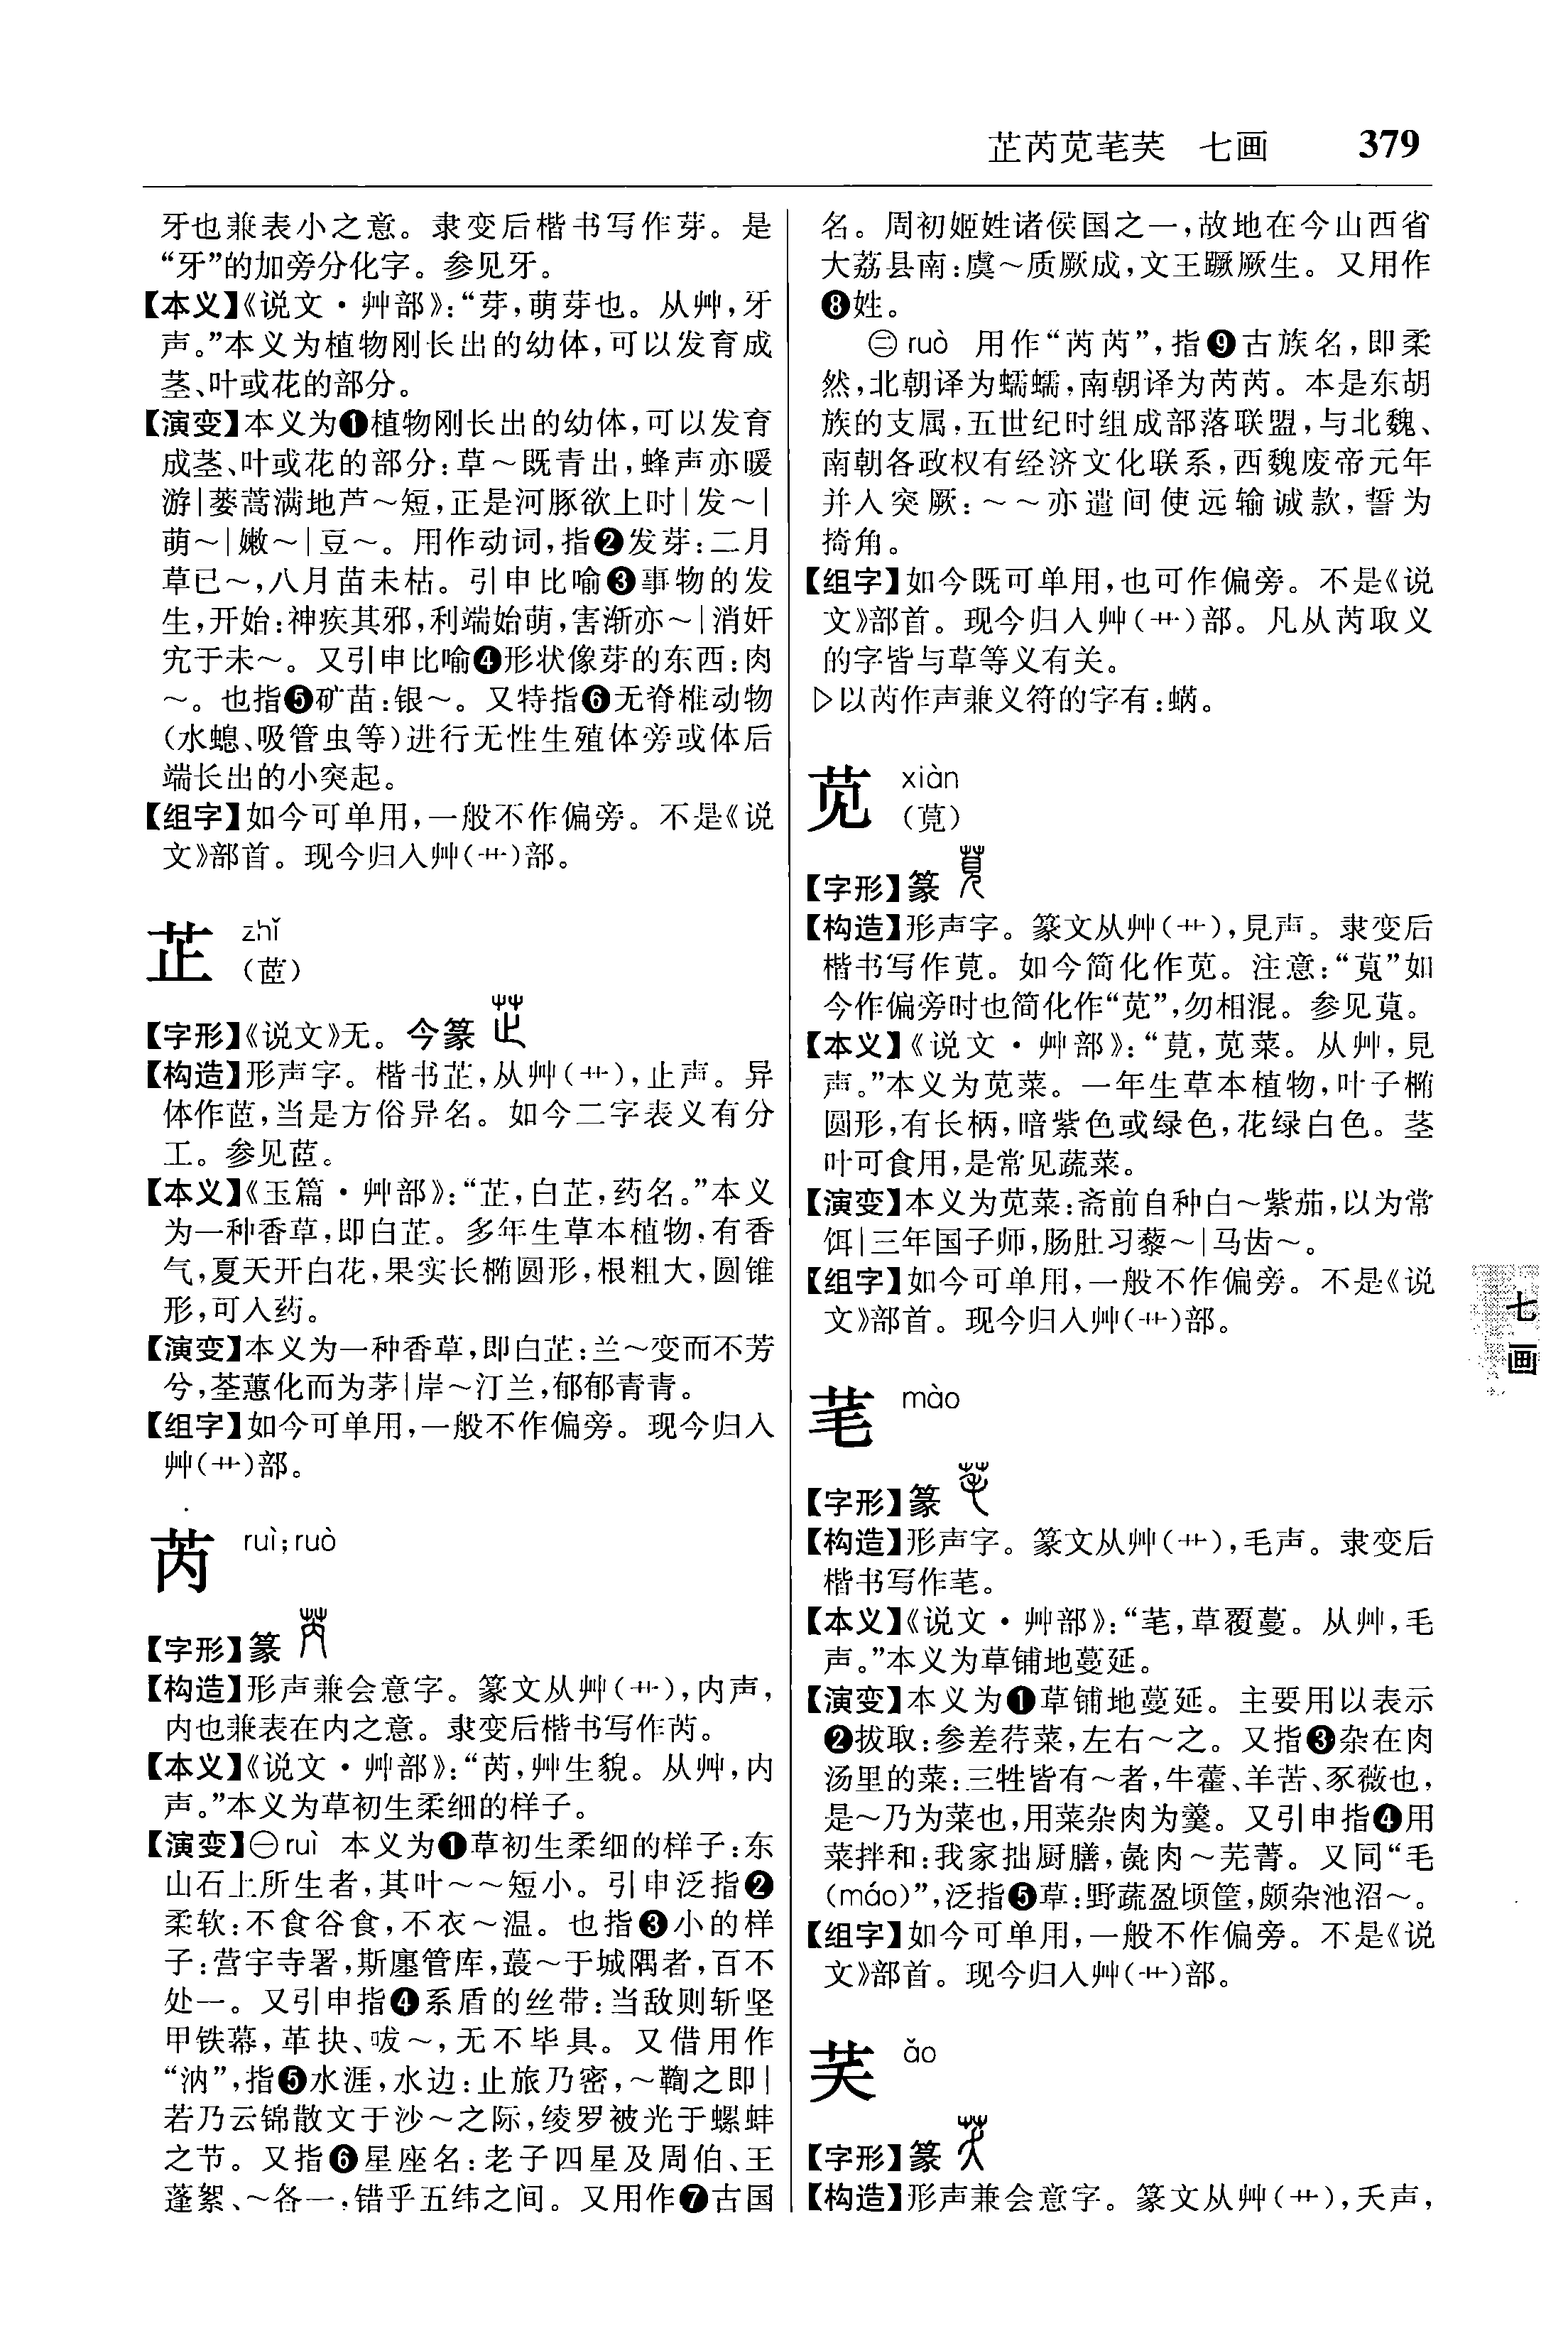 芷芮苋芼芙 七画 379
牙也兼表小之意。隶变后楷书写作芽。是
“牙”的加旁分化字。参见牙。
【本义】《说文·艸部》：“芽，萌芽也。从艸，牙
声。”本义为植物刚长出的幼体，可以发育成
茎、叶或花的部分。
【演变】本义为❶植物刚长出的幼体，可以发育
成茎、叶或花的部分：草～既青出，蜂声亦暖
游|蒌蒿满地芦～短，正是河豚欲上时|发～|
萌～|嫩～|豆～。用作动词，指❷发芽：二月
草已～，八月苗未枯。引申比喻❸事物的发
生，开始：神疾其邪，利端始萌，害渐亦～|消奸
宄于未～。又引申比喻❹形状像芽的东西：肉
～。也指❺矿苗：银～。又特指❻无脊椎动物
（水螅、吸管虫等）进行无性生殖体旁或体后
端长出的小突起。
【组字】如今可单用，一般不作偏旁。不是《说
文》部首。现今归入艸（艹）部。
芷 zhǐ
（茝）
【字形】《说文》无。今篆
【构造】形声字。楷书芷，从艸（艹），止声。异
体作茝，当是方俗异名。如今二字表义有分
工。参见茝。
【本义】《玉篇·艸部》：“芷，白芷，药名。”本义
为一种香草，即白芷。多年生草本植物，有香
气，夏天开白花，果实长椭圆形，根粗大，圆锥
形，可入药。
【演变】本义为一种香草，即白芷：兰～变而不芳
兮，荃蕙化而为茅|岸～汀兰，郁郁青青。
【组字】如今可单用，一般不作偏旁。现今归入
艸（艹）部。
芮 ruì；ruò
【字形】篆
【构造】形声兼会意字。篆文从艸（艹），内声，
内也兼表在内之意。隶变后楷书写作芮。
【本义】《说文·艸部》：“芮，艸生貌。从艸，内
声。”本义为草初生柔细的样子。
【演变】㊀ruì 本义为❶草初生柔细的样子：东
山石上所生者，其叶～～短小。引申泛指❷
柔软：不食谷食，不衣～温。也指❸小的样
子：营宇寺署，斯廛管库，蕞～于城隅者，百不
处一。又引申指❹系盾的丝带：当敌则斩坚
甲铁幕，革抉、㕹～，无不毕具。又借用作
“汭”，指❺水涯，水边：止旅乃密，～鞫之即|
若乃云锦散文于沙～之际，绫罗被光于螺蚌
之节。又指❻星座名：老子四星及周伯、王
蓬絮、～各一，错乎五纬之间。又用作❼古国
名。周初姬姓诸侯国之一，故地在今山西省
大荔县南：虞～质厥成，文王蹶厥生。又用作
❽姓。
㊁ruò 用作“芮芮”，指❾古族名，即柔
然，北朝译为蠕蠕，南朝译为芮芮。本是东胡
族的支属，五世纪时组成部落联盟，与北魏、
南朝各政权有经济文化联系，西魏废帝元年
并入突厥：～～亦遣间使远输诚款，誓为
掎角。
【组字】如今既可单用，也可作偏旁。不是《说
文》部首。现今归入艸（艹）部。凡从芮取义
的字皆与草等义有关。
▷以芮作声兼义符的字有：蜹。
苋 xiàn
（莧）
【字形】篆
【构造】形声字。篆文从艸（艹），見声。隶变后
楷书写作莧。如今简化作苋。注意：“萈”如
今作偏旁时也简化作“苋”，勿相混。参见萈。
【本义】《说文·艸部》：“莧，苋菜。从艸，見
声。”本义为苋菜。一年生草本植物，叶子椭
圆形，有长柄，暗紫色或绿色，花绿白色。茎
叶可食用，是常见蔬菜。
【演变】本义为苋菜：斋前自种白～紫茄，以为常
饵|三年国子师，肠肚习藜～|马齿～。
【组字】如今可单用，一般不作偏旁。不是《说
文》部首。现今归入艸（艹）部。
芼 mào
【字形】篆
【构造】形声字。篆文从艸（艹），毛声。隶变后
楷书写作芼。
【本义】《说文·艸部》：“芼，草覆蔓。从艸，毛
声。”本义为草铺地蔓延。
【演变】本义为❶草铺地蔓延。主要用以表示
❷拔取：参差荇菜，左右～之。又指❸杂在肉
汤里的菜：三牲皆有～者，牛藿、羊苦、豕薇也，
是～乃为菜也，用菜杂肉为羹。又引申指❹用
菜拌和：我家拙厨膳，彘肉～芜菁。又同“毛
（máo）”，泛指❺草：野蔬盈顷筐，颇杂池沼～。
【组字】如今可单用，一般不作偏旁。不是《说
文》部首。现今归入艸（艹）部。
芺 ǎo
【字形】篆
【构造】形声兼会意字。篆文从艸（艹），夭声，
七画